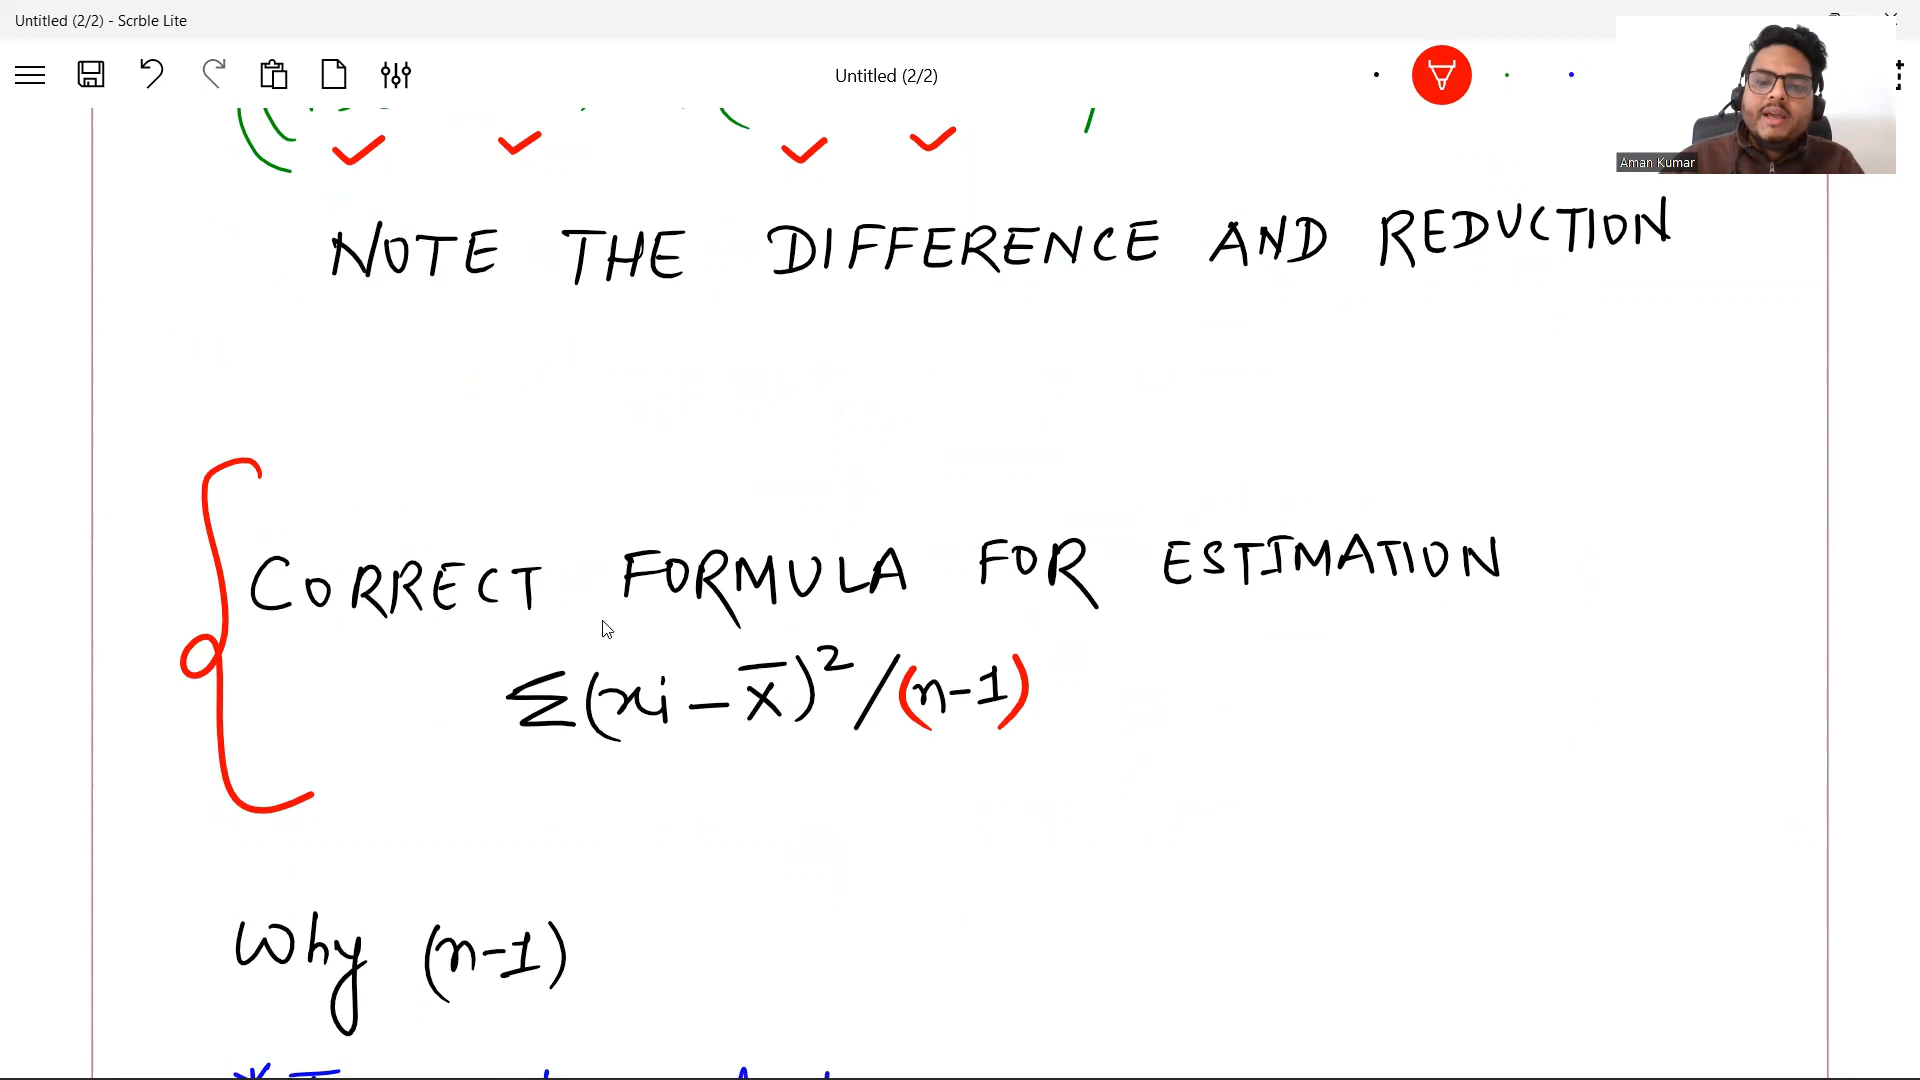 Untitled (2/2) - Scrble Lite
Untitled (2/2)
Aman Kumar
NOTE THE DIFFERENCE AND REDUCTION
CORRECT FORMULA FOR ESTIMATION
Σ(xi - x̅)²/(n-1)
Why (n-1)